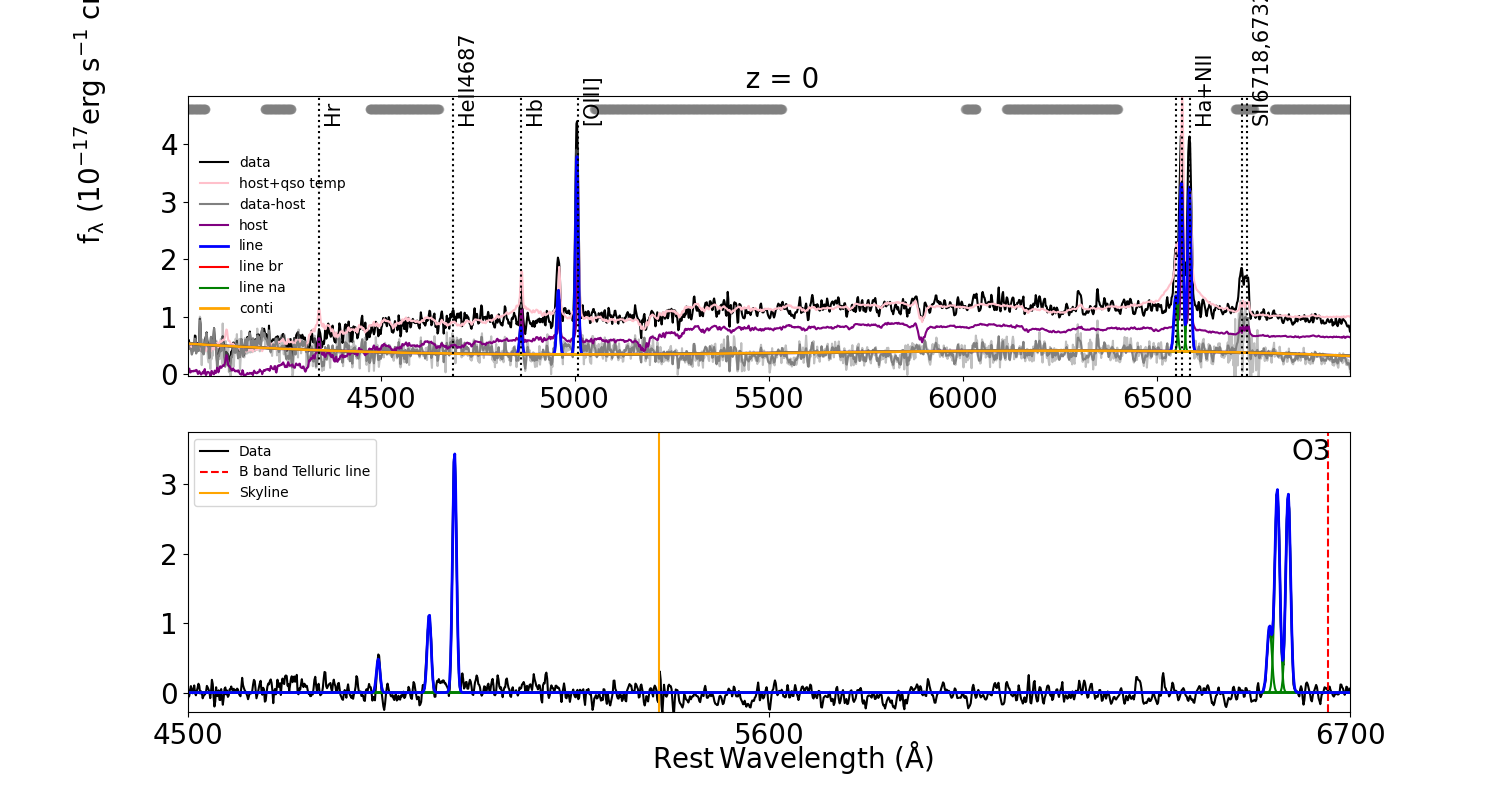 z = 0
f_λ (10^−17 erg s^−1 c
Hr
HeII4687
Hb
[OIII]
Ha+NII
SII6718,6732
4
3
2
1
0
data
host+qso temp
data-host
host
line
line br
line na
conti
4500
5000
5500
6000
6500
O3
Data
B band Telluric line
Skyline
3
2
1
0
4500
5600
6700
Rest Wavelength (Å)